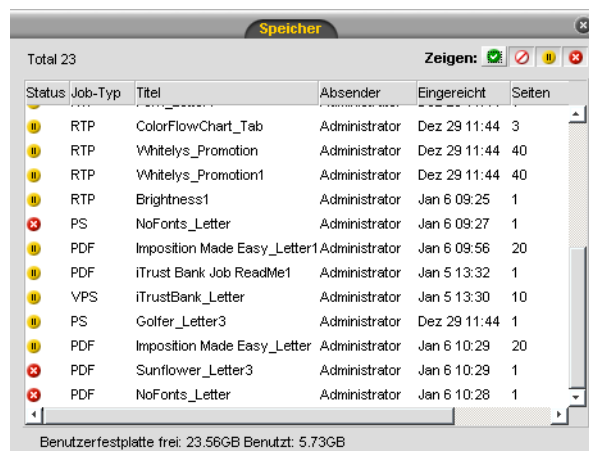 Speicher
Total 23 Zeigen:
Status Job-Typ Titel Absender Eingereicht Seiten
RTP ColorFlowChart_Tab Administrator Dez 29 11:44 3
RTP Whitelys_Promotion Administrator Dez 29 11:44 40
RTP Whitelys_Promotion1 Administrator Dez 29 11:44 40
RTP Brightness1 Administrator Jan 6 09:25 1
PS NoFonts_Letter Administrator Jan 6 09:27 1
PDF Imposition Made Easy_Letter1 Administrator Jan 6 09:56 20
PDF iTrust Bank Job ReadMe1 Administrator Jan 5 13:32 1
VPS iTrustBank_Letter Administrator Jan 5 13:30 10
PS Golfer_Letter3 Administrator Dez 29 11:44 1
PDF Imposition Made Easy_Letter Administrator Jan 6 10:29 20
PDF Sunflower_Letter3 Administrator Jan 6 10:29 1
PDF NoFonts_Letter Administrator Jan 6 10:28 1
Benutzerfestplatte frei: 23.56GB Benutzt: 5.73GB